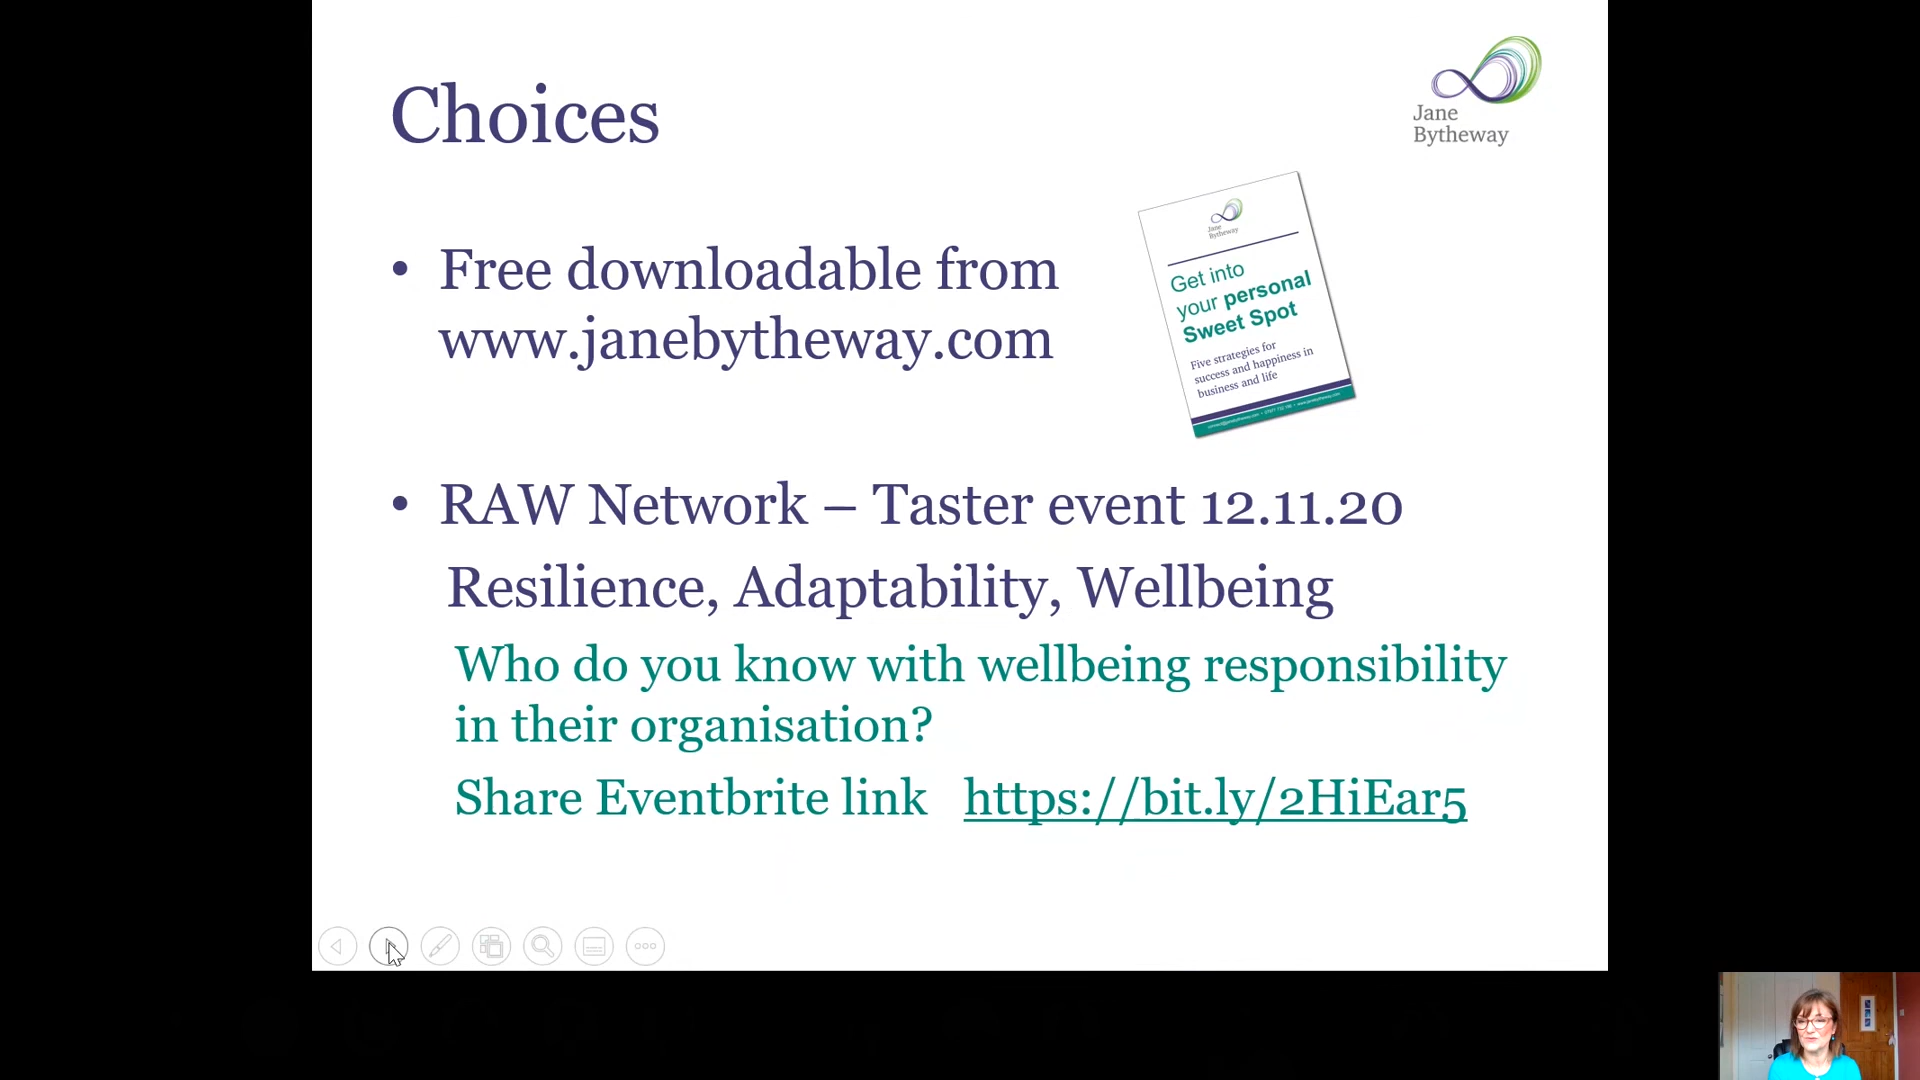 Choices
Jane
Bytheway
• Free downloadable from
www.janebytheway.com
Jane
Bytheway
Get into
your personal
Sweet Spot
Five strategies for
success and happiness in
business and life
• RAW Network – Taster event 12.11.20
Resilience, Adaptability, Wellbeing
Who do you know with wellbeing responsibility
in their organisation?
Share Eventbrite link https://bit.ly/2HiEar5